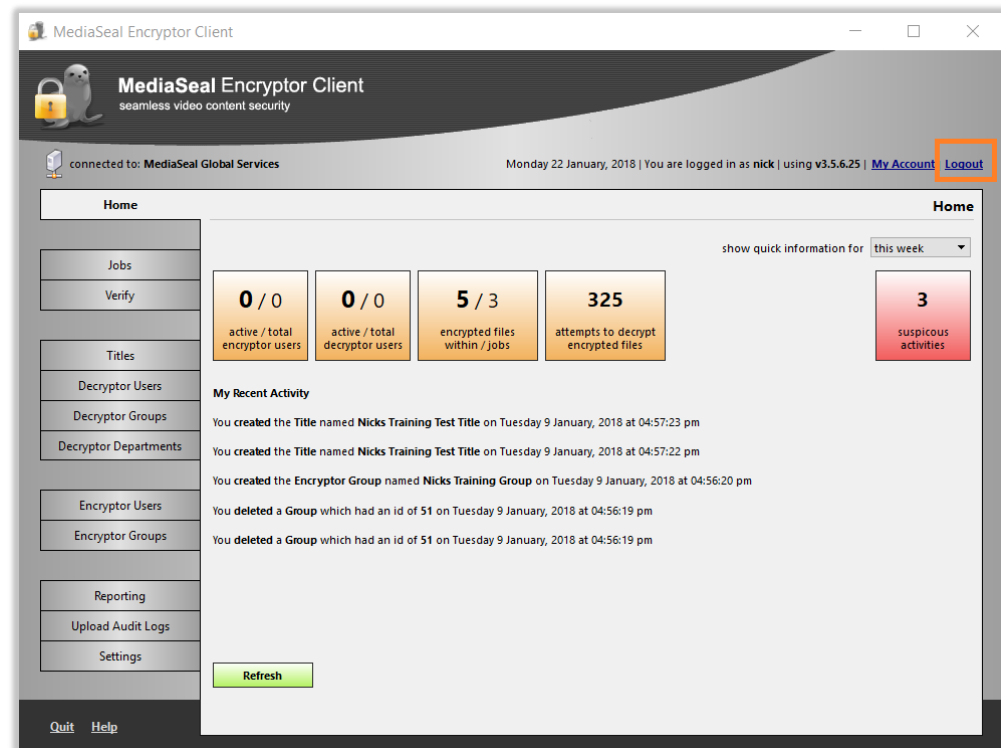 MediaSeal Encryptor Client
MediaSeal Encryptor Client
seamless video content security
connected to: MediaSeal Global Services
Monday 22 January, 2018 | You are logged in as nick | using v3.5.6.25 | My Account Logout
Home
Home
show quick information for this week
Jobs
Verify
0 / 0
active / total
encryptor users
0 / 0
active / total
decryptor users
5 / 3
encrypted files
within / jobs
325
attempts to decrypt
encrypted files
3
suspicous
activities
Titles
Decryptor Users
Decryptor Groups
Decryptor Departments
My Recent Activity
You created the Title named Nicks Training Test Title on Tuesday 9 January, 2018 at 04:57:23 pm
You created the Title named Nicks Training Test Title on Tuesday 9 January, 2018 at 04:57:22 pm
You created the Encryptor Group named Nicks Training Group on Tuesday 9 January, 2018 at 04:56:20 pm
You deleted a Group which had an id of 51 on Tuesday 9 January, 2018 at 04:56:19 pm
You deleted a Group which had an id of 51 on Tuesday 9 January, 2018 at 04:56:19 pm
Encryptor Users
Encryptor Groups
Reporting
Upload Audit Logs
Settings
Refresh
Quit Help